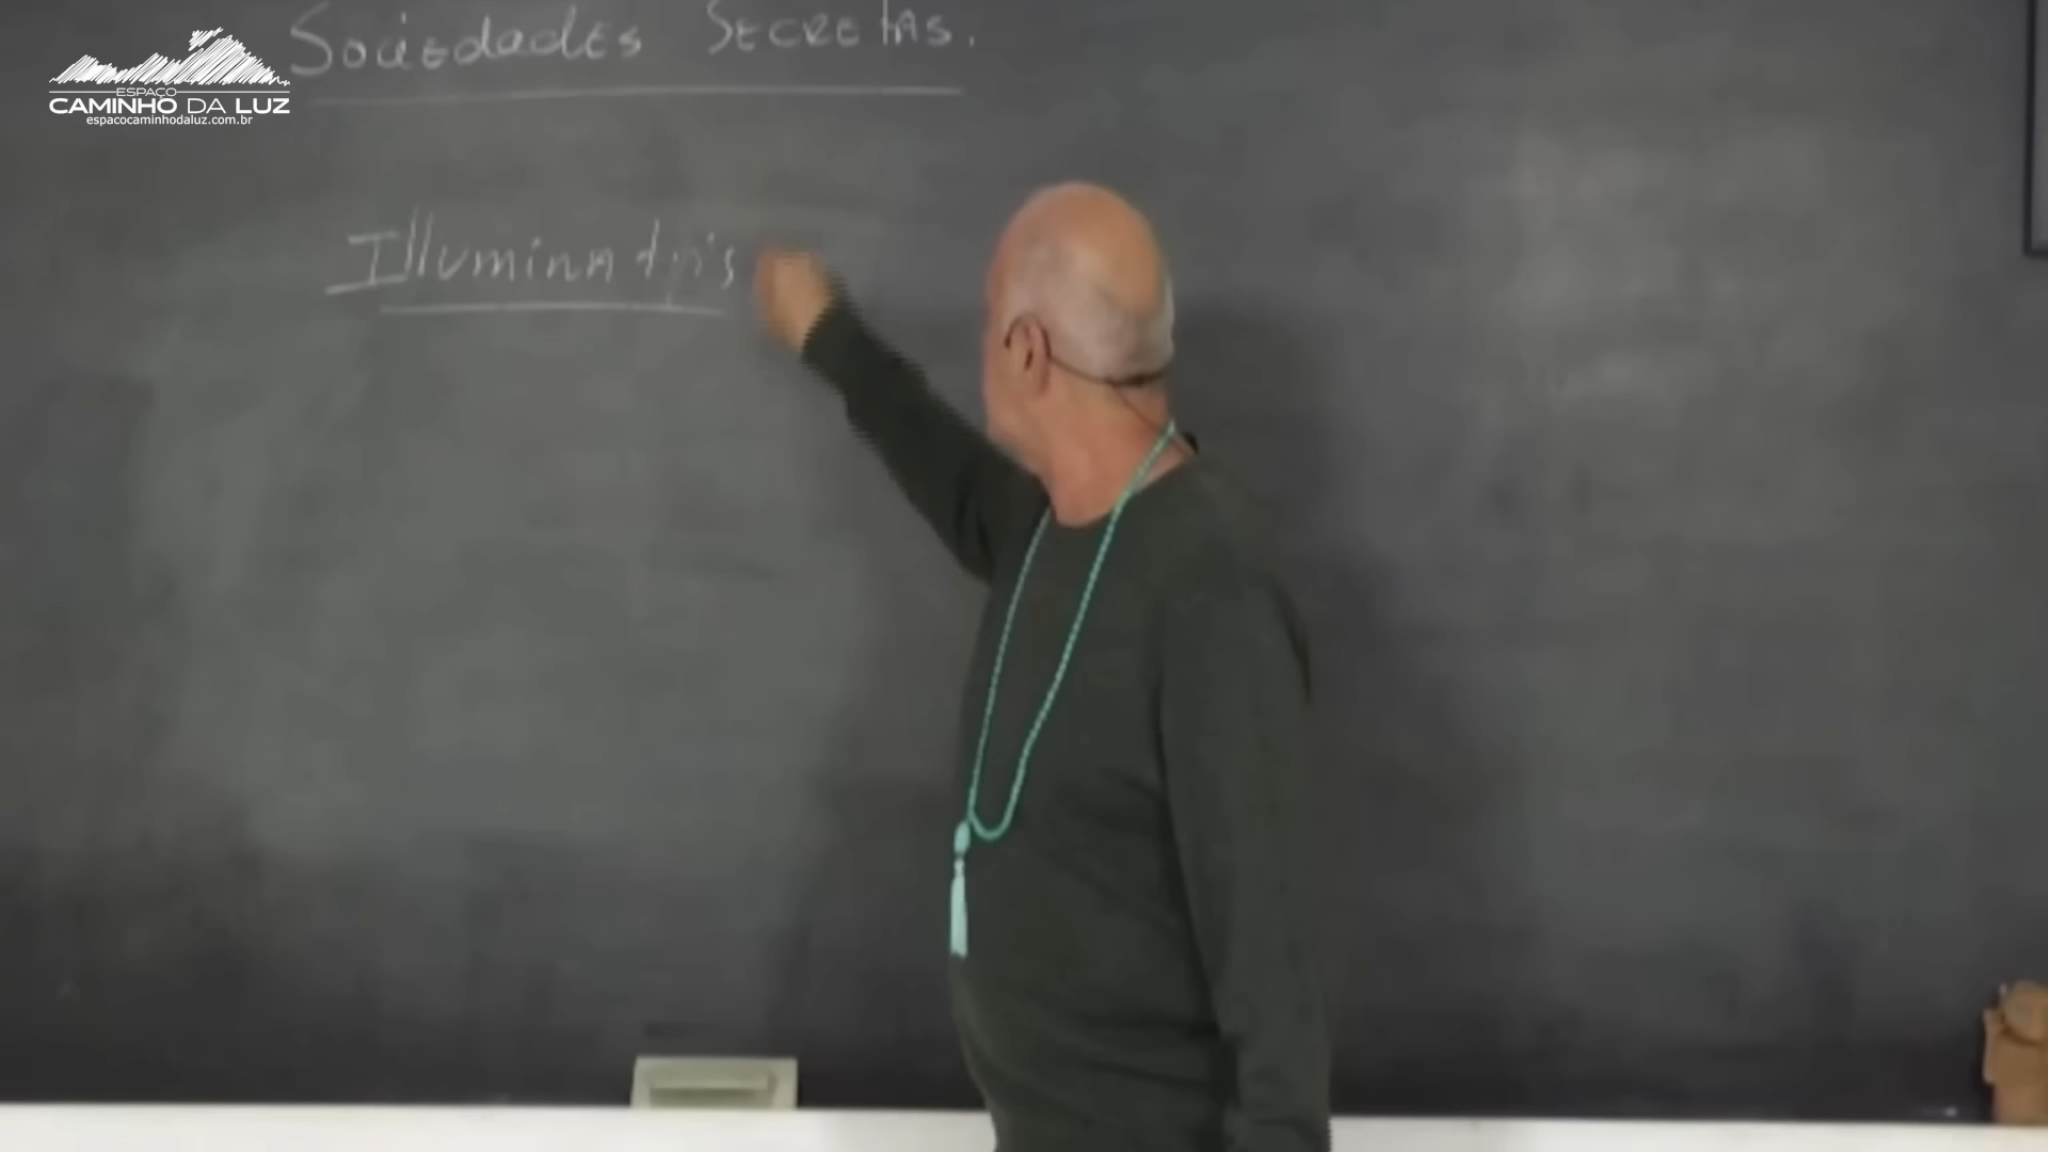 Sociedades Secretas.
ESPAÇO
CAMINHO DA LUZ
espacocaminhodaluz.com.br
Illuminatis